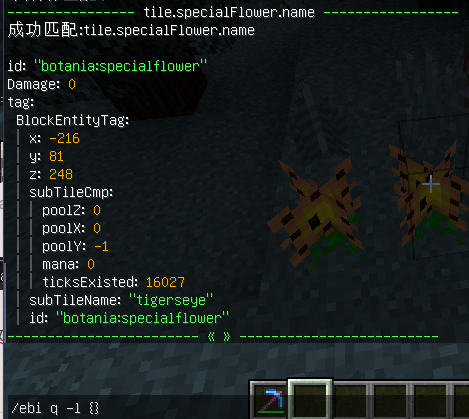 ---------------- tile.specialFlower.name ----------------
成功匹配:tile.specialFlower.name
id: "botania:specialflower"
Damage: 0
tag:
BlockEntityTag:
x: -216
y: 81
z: 248
subTileCmp:
poolZ: 0
poolX: 0
poolY: -1
mana: 0
ticksExisted: 16027
subTileName: "tigerseye"
id: "botania:specialflower"
------------------------ « » -------------------------
/ebi q -l {}